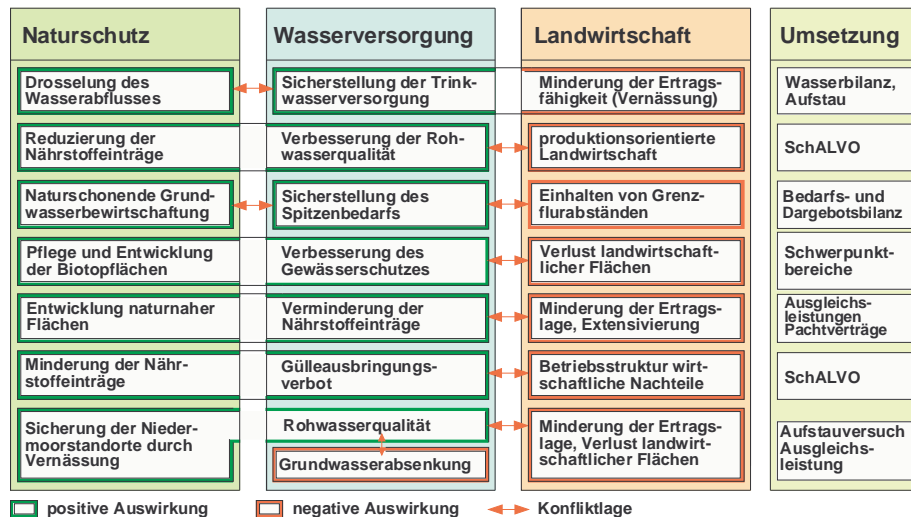 Naturschutz
Wasserversorgung
Landwirtschaft
Umsetzung
Drosselung des
Wasserabflusses
Sicherstellung der Trink-
wasserversorgung
Minderung der Ertrags-
fähigkeit (Vernässung)
Wasserbilanz,
Aufstau
Reduzierung der
Nährstoffeinträge
Verbesserung der Roh-
wasserqualität
produktionsorientierte
Landwirtschaft
SchALVO
Naturschonende Grund-
wasserbewirtschaftung
Sicherstellung des
Spitzenbedarfs
Einhalten von Grenz-
flurabständen
Bedarfs- und
Dargebotsbilanz
Pflege und Entwicklung
der Biotopflächen
Verbesserung des
Gewässerschutzes
Verlust landwirtschaft-
licher Flächen
Schwerpunkt-
bereiche
Entwicklung naturnaher
Flächen
Verminderung der
Nährstoffeinträge
Minderung der Ertrags-
lage, Extensivierung
Ausgleichs-
leistungen
Pachtverträge
Minderung der Nähr-
stoffeinträge
Gülleausbringungs-
verbot
Betriebsstruktur wirt-
schaftliche Nachteile
SchALVO
Sicherung der Nieder-
moorstandorte durch
Vernässung
Rohwasserqualität
Grundwasserabsenkung
Minderung der Ertrags-
lage, Verlust landwirt-
schaftlicher Flächen
Aufstauversuch
Ausgleichs-
leistung
positive Auswirkung
negative Auswirkung
Konfliktlage